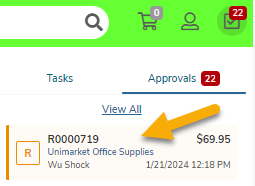 0
22
Tasks
Approvals 22
View All
R
R0000719 $69.95
Unimarket Office Supplies
Wu Shock 1/21/2024 12:18 PM